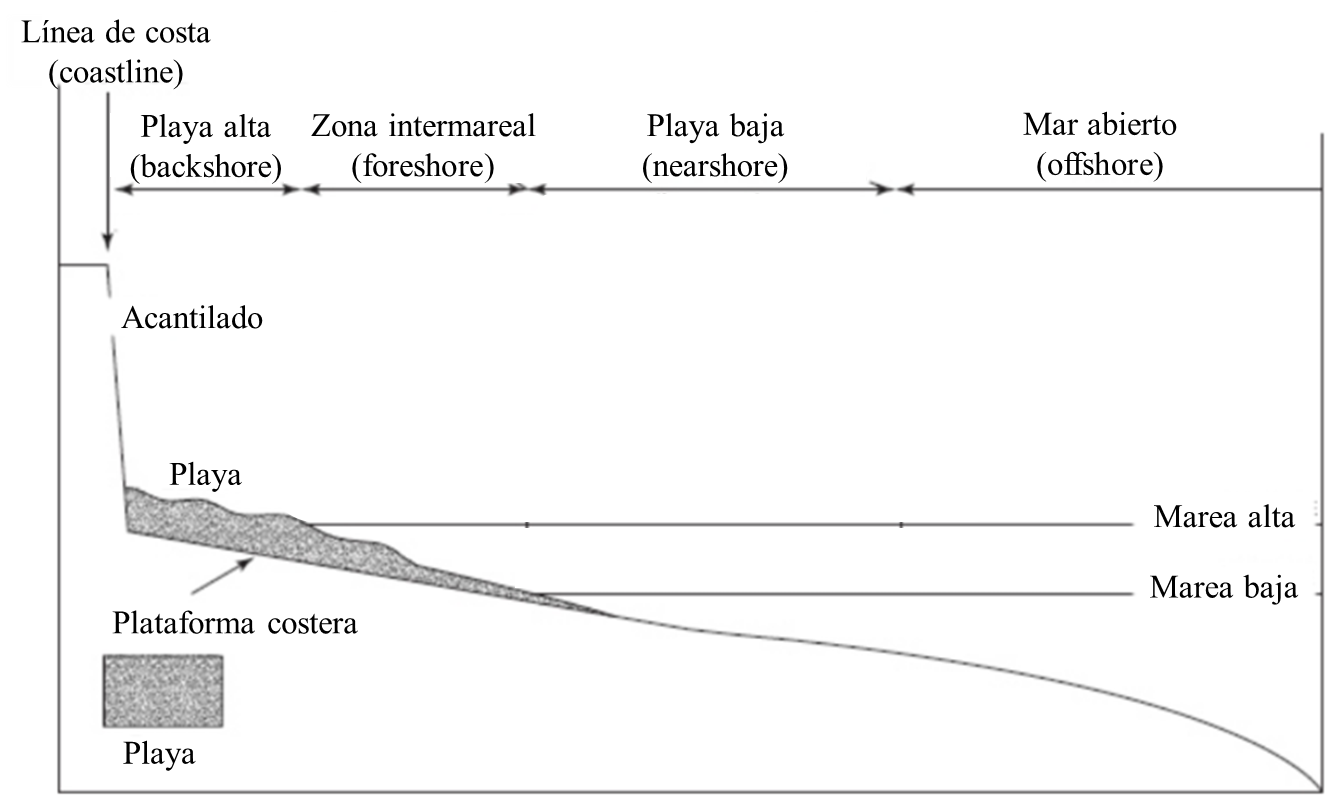 Línea de costa
(coastline)
Playa alta
(backshore)
Zona intermareal
(foreshore)
Playa baja
(nearshore)
Mar abierto
(offshore)
Acantilado
Playa
Marea alta
Marea baja
Plataforma costera
Playa